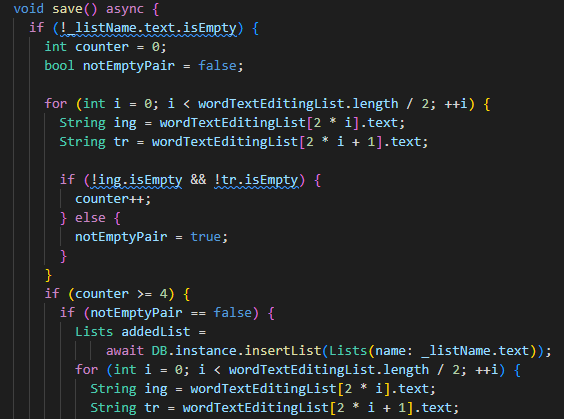 void save() async {
if (!_listName.text.isEmpty) {
int counter = 0;
bool notEmptyPair = false;
for (int i = 0; i < wordTextEditingList.length / 2; ++i) {
String ing = wordTextEditingList[2 * i].text;
String tr = wordTextEditingList[2 * i + 1].text;
if (!ing.isEmpty && !tr.isEmpty) {
counter++;
} else {
notEmptyPair = true;
}
}
if (counter >= 4) {
if (notEmptyPair == false) {
Lists addedList =
await DB.instance.insertList(Lists(name: _listName.text));
for (int i = 0; i < wordTextEditingList.length / 2; ++i) {
String ing = wordTextEditingList[2 * i].text;
String tr = wordTextEditingList[2 * i + 1].text;